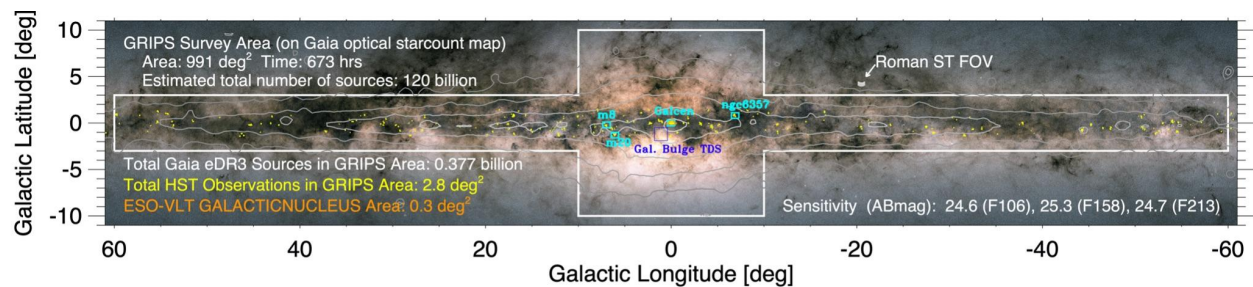 GRIPS Survey Area (on Gaia optical starcount map)
Area: 991 deg² Time: 673 hrs
Estimated total number of sources: 120 billion
Roman ST FOV
ngc6357
Galcen
m8
m20
Gal. Bulge TDS
Total Gaia eDR3 Sources in GRIPS Area: 0.377 billion
Total HST Observations in GRIPS Area: 2.8 deg²
ESO-VLT GALACTICNUCLEUS Area: 0.3 deg²
Sensitivity (ABmag): 24.6 (F106), 25.3 (F158), 24.7 (F213)
Galactic Latitude [deg]
10
5
0
-5
-10
60 40 20 0 -20 -40 -60
Galactic Longitude [deg]